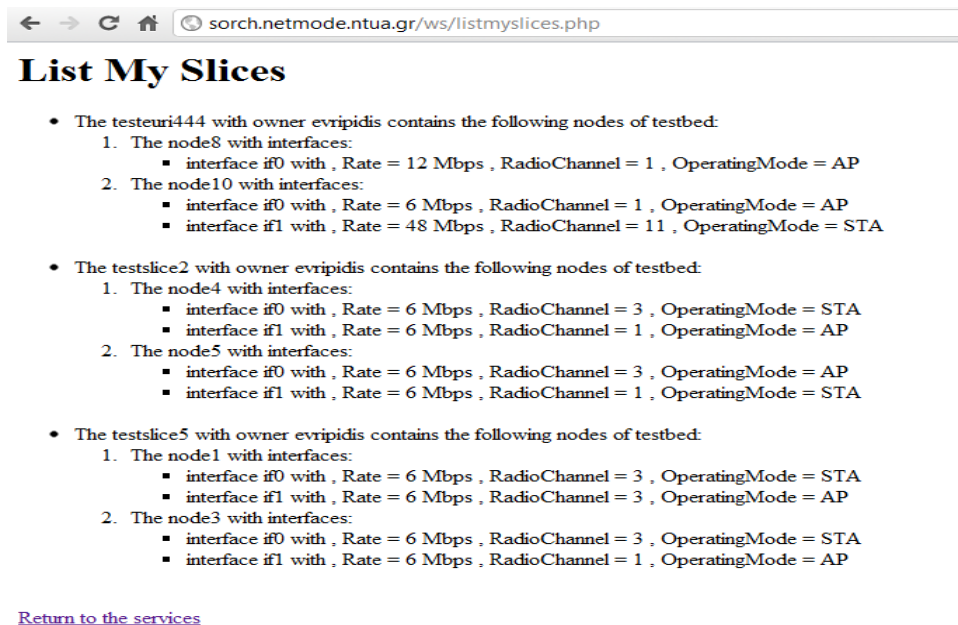 sorch.netmode.ntua.gr/ws/listmyslices.php
List My Slices
• The testeuri444 with owner evripidis contains the following nodes of testbed:
1. The node8 with interfaces:
▪ interface if0 with , Rate = 12 Mbps , RadioChannel = 1 , OperatingMode = AP
2. The node10 with interfaces:
▪ interface if0 with , Rate = 6 Mbps , RadioChannel = 1 , OperatingMode = AP
▪ interface if1 with , Rate = 48 Mbps , RadioChannel = 11 , OperatingMode = STA
• The testslice2 with owner evripidis contains the following nodes of testbed:
1. The node4 with interfaces:
▪ interface if0 with , Rate = 6 Mbps , RadioChannel = 3 , OperatingMode = STA
▪ interface if1 with , Rate = 6 Mbps , RadioChannel = 1 , OperatingMode = AP
2. The node5 with interfaces:
▪ interface if0 with , Rate = 6 Mbps , RadioChannel = 3 , OperatingMode = AP
▪ interface if1 with , Rate = 6 Mbps , RadioChannel = 1 , OperatingMode = STA
• The testslice5 with owner evripidis contains the following nodes of testbed:
1. The node1 with interfaces:
▪ interface if0 with , Rate = 6 Mbps , RadioChannel = 3 , OperatingMode = STA
▪ interface if1 with , Rate = 6 Mbps , RadioChannel = 3 , OperatingMode = AP
2. The node3 with interfaces:
▪ interface if0 with , Rate = 6 Mbps , RadioChannel = 3 , OperatingMode = STA
▪ interface if1 with , Rate = 6 Mbps , RadioChannel = 1 , OperatingMode = AP
Return to the services